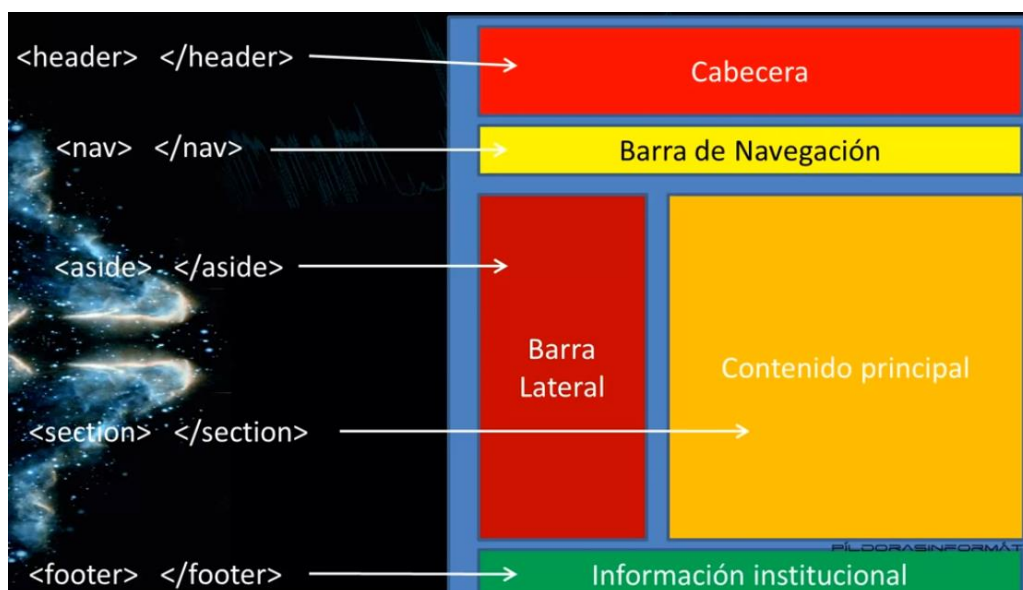 <header> </header>
Cabecera
<nav> </nav>
Barra de Navegación
<aside> </aside>
Barra
Lateral
Contenido principal
<section> </section>
PÍLDORASINFORMÁT
<footer> </footer>
Información institucional